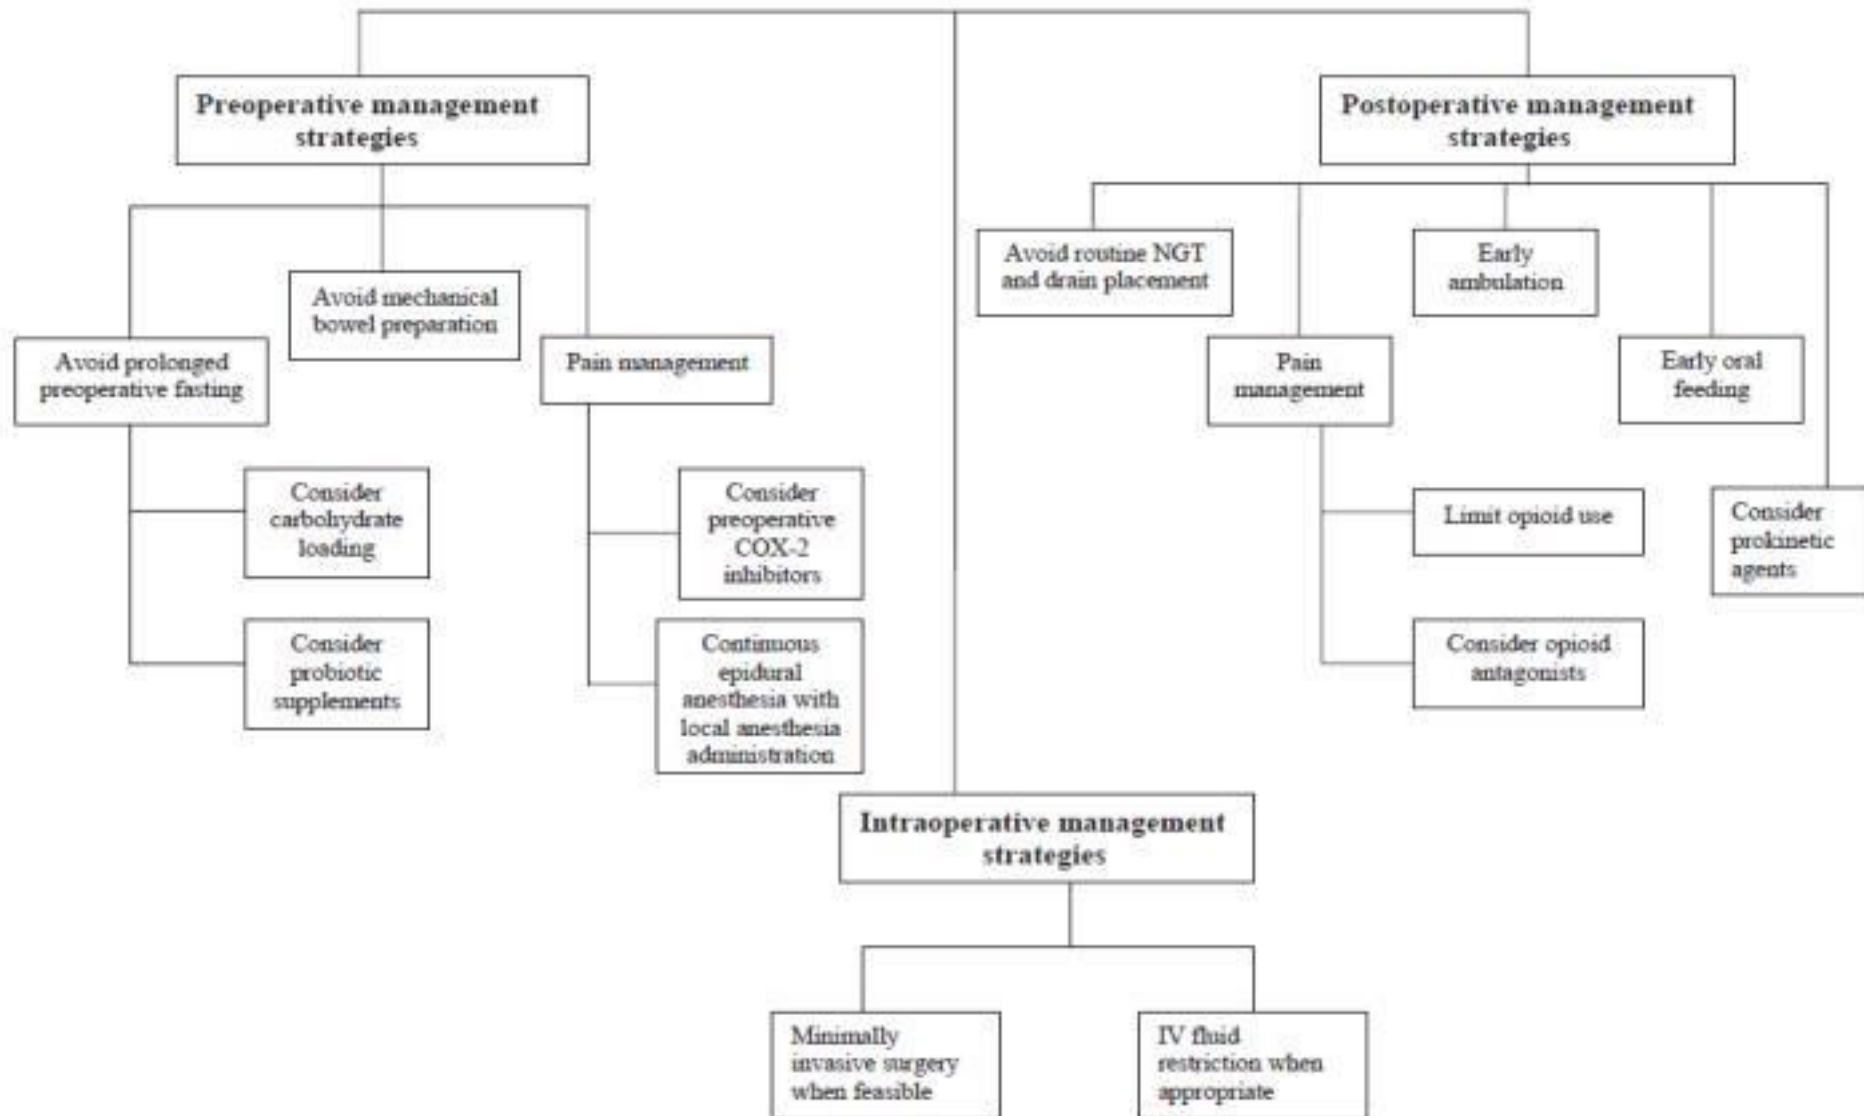 Preoperative management
strategies
Avoid prolonged
preoperative fasting
Consider
carbohydrate
loading
Consider
probiotic
supplements
Avoid mechanical
bowel preparation
Pain management
Consider
preoperative
COX-2
inhibitors
Continuous
epidural
anesthesia with
local anesthesia
administration
Intraoperative management
strategies
Minimally
invasive surgery
when feasible
IV fluid
restriction when
appropriate
Postoperative management
strategies
Avoid routine NGT
and drain placement
Pain
management
Limit opioid use
Consider opioid
antagonists
Early
ambulation
Early oral
feeding
Consider
prokinetic
agents